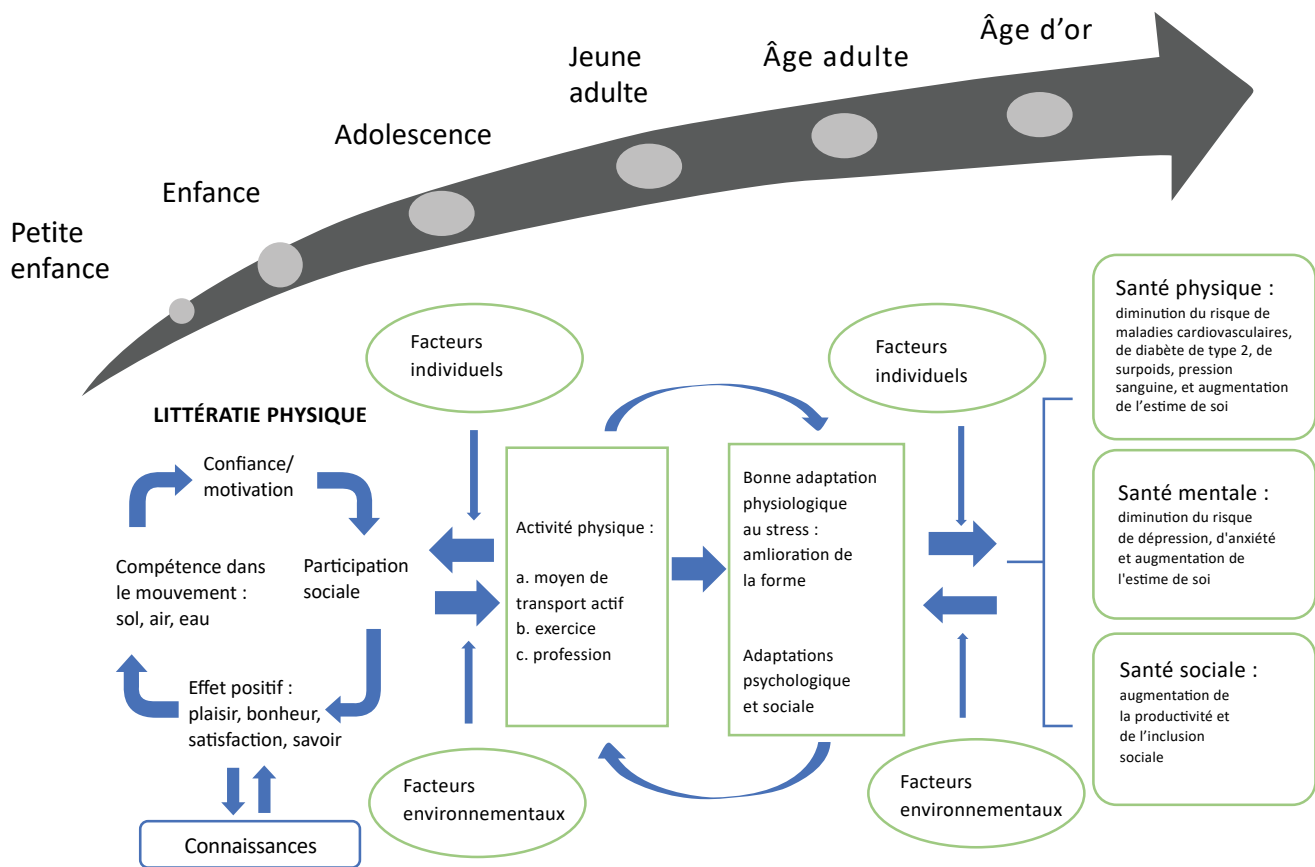 Petite
enfance
Enfance
Adolescence
Jeune
adulte
Âge adulte
Âge d’or
LITTÉRATIE PHYSIQUE
Confiance/
motivation
Compétence dans
le mouvement :
sol, air, eau
Participation
sociale
Effet positif :
plaisir, bonheur,
satisfaction, savoir
Connaissances
Facteurs
individuels
Activité physique :
a. moyen de
transport actif
b. exercice
c. profession
Facteurs
environnementaux
Bonne adaptation
physiologique
au stress :
amlioration de
la forme
Adaptations
psychologique
et sociale
Facteurs
individuels
Facteurs
environnementaux
Santé physique :
diminution du risque de
maladies cardiovasculaires,
de diabète de type 2, de
surpoids, pression
sanguine, et augmentation
de l’estime de soi
Santé mentale :
diminution du risque
de dépression, d'anxiété
et augmentation de
l'estime de soi
Santé sociale :
augmentation de
la productivité et
de l’inclusion
sociale